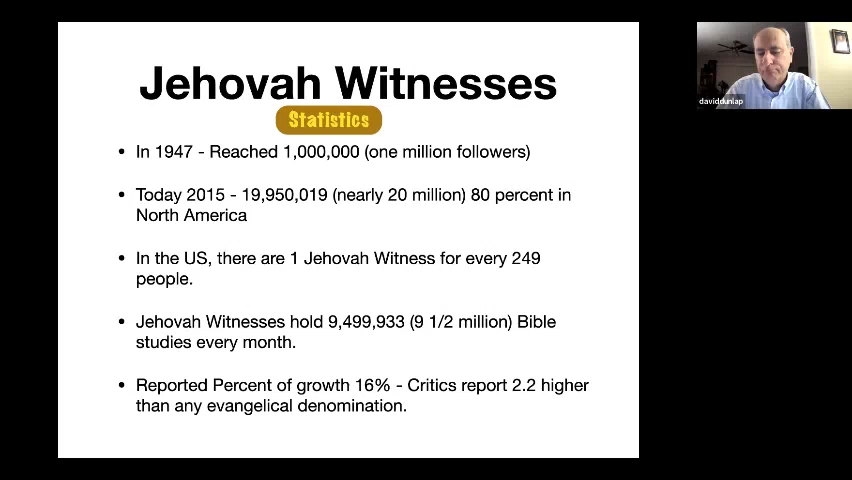 Jehovah Witnesses
Statistics
• In 1947 - Reached 1,000,000 (one million followers)
• Today 2015 - 19,950,019 (nearly 20 million) 80 percent in
North America
• In the US, there are 1 Jehovah Witness for every 249
people.
• Jehovah Witnesses hold 9,499,933 (9 1/2 million) Bible
studies every month.
• Reported Percent of growth 16% - Critics report 2.2 higher
than any evangelical denomination.
daviddunlap